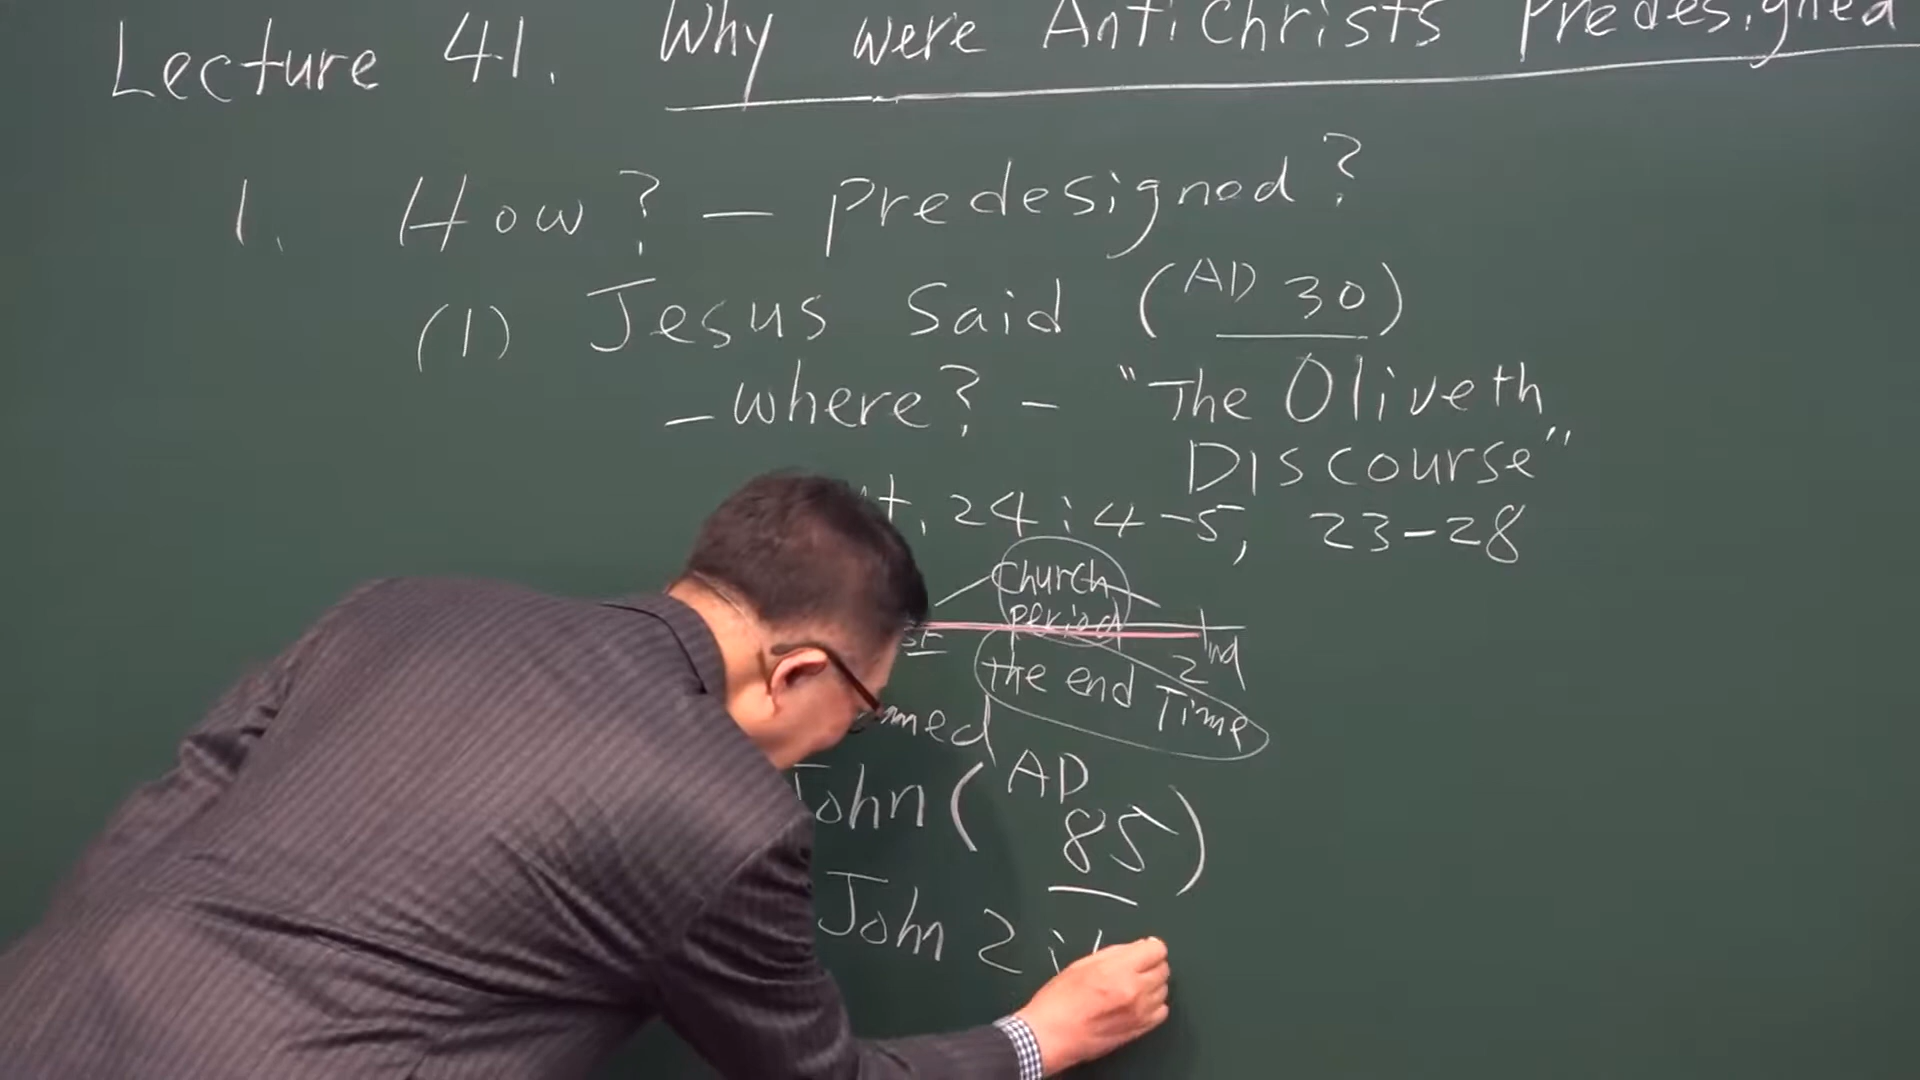 Lecture 41. Why were AntiChrists Predesigned
1. How? - Predesigned?
(1) Jesus Said (AD 30)
- where? - "The Oliveth
Discourse"
24:4-5, 23-28
Church
period
st
2nd
the end Time
John (AD 85)
John 2: